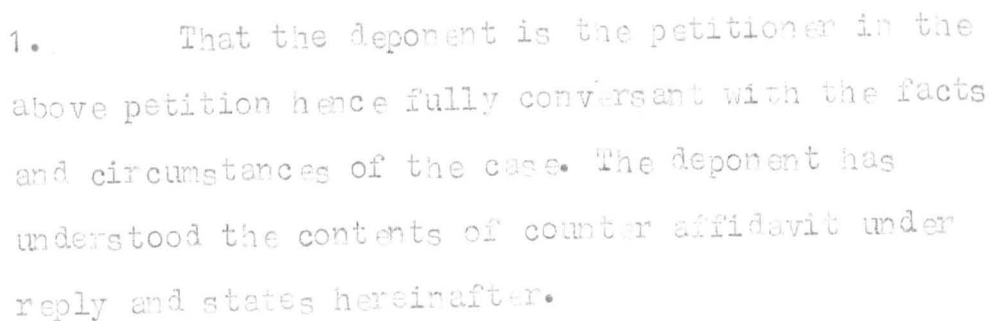 1. That the deponent is the petitioner in the
above petition hence fully conversant with the facts
and circumstances of the case. The deponent has
understood the contents of counter affidavit under
reply and states hereinafter.